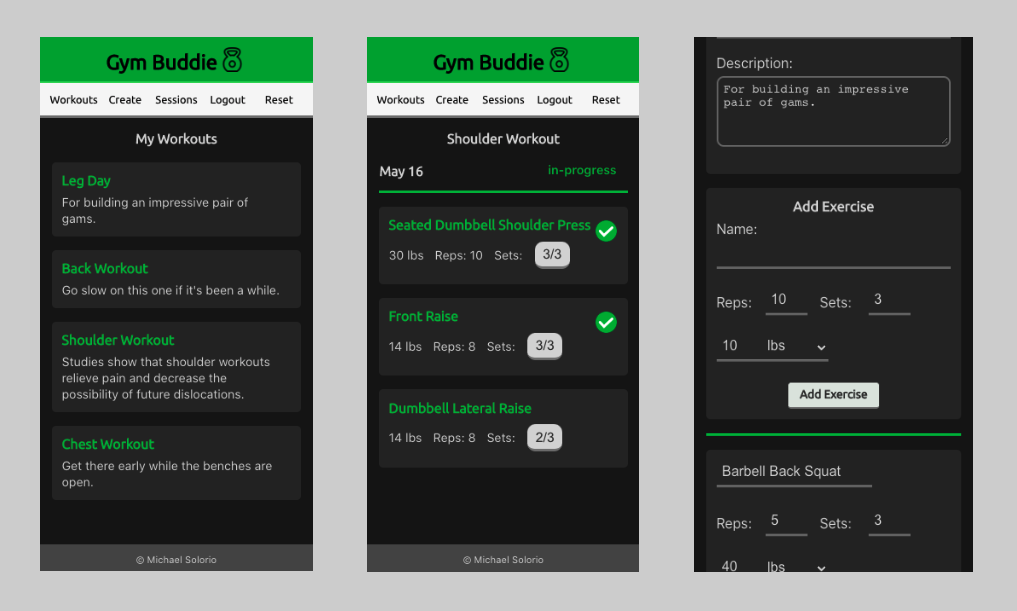 Gym Buddie
Workouts Create Sessions Logout Reset
My Workouts
Leg Day
For building an impressive pair of
gams.
Back Workout
Go slow on this one if it's been a while.
Shoulder Workout
Studies show that shoulder workouts
relieve pain and decrease the
possibility of future dislocations.
Chest Workout
Get there early while the benches are
open.
© Michael Solorio
Gym Buddie
Workouts Create Sessions Logout Reset
Shoulder Workout
May 16 in-progress
Seated Dumbbell Shoulder Press
30 lbs Reps: 10 Sets: 3/3
Front Raise
14 lbs Reps: 8 Sets: 3/3
Dumbbell Lateral Raise
14 lbs Reps: 8 Sets: 2/3
© Michael Solorio
Description:
For building an impressive
pair of gams.
Add Exercise
Name:
Reps: 10 Sets: 3
10 lbs
Add Exercise
Barbell Back Squat
Reps: 5 Sets: 3
40 lbs